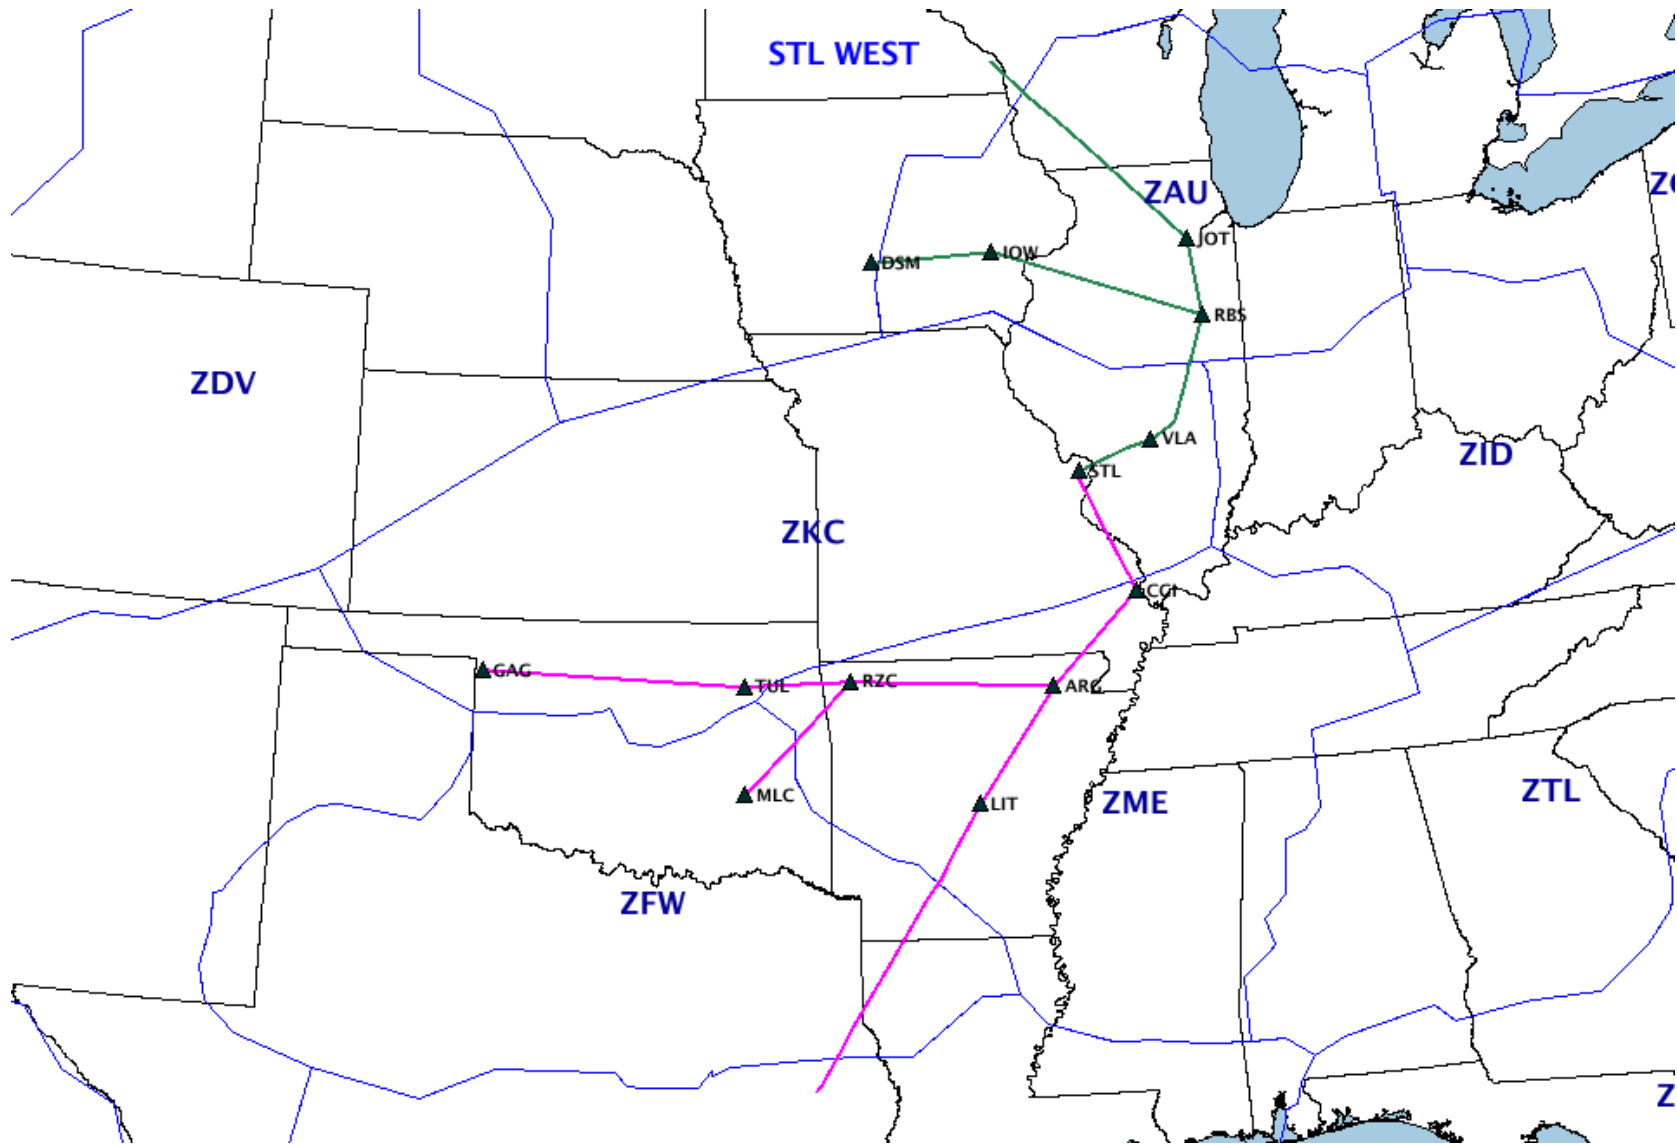 STL WEST
ZAU
JOT
IOW
DSM
RBS
ZDV
VLA
ZID
STL
ZKC
CGI
GAG
TUL
RZC
ARG
MLC
LIT
ZME
ZTL
ZFW